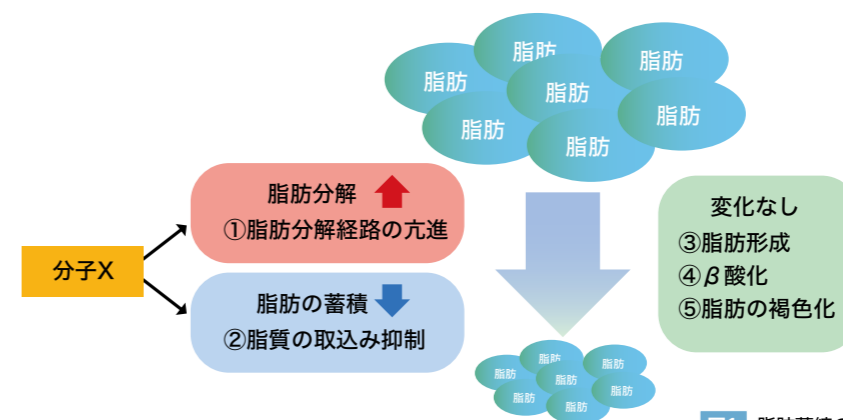 脂肪
脂肪
脂肪
脂肪
脂肪
脂肪
脂肪
脂肪分解
①脂肪分解経路の亢進
分子X
脂肪の蓄積
②脂質の取込み抑制
変化なし
③脂肪形成
④β酸化
⑤脂肪の褐色化
脂肪
脂肪
脂肪
脂肪
脂肪
脂肪
脂肪